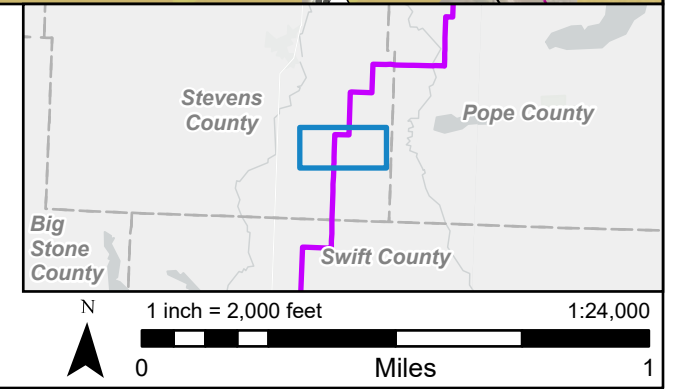 Stevens
County
Pope County
Big
Stone
County
Swift County
N
1 inch = 2,000 feet
1:24,000
0
Miles
1